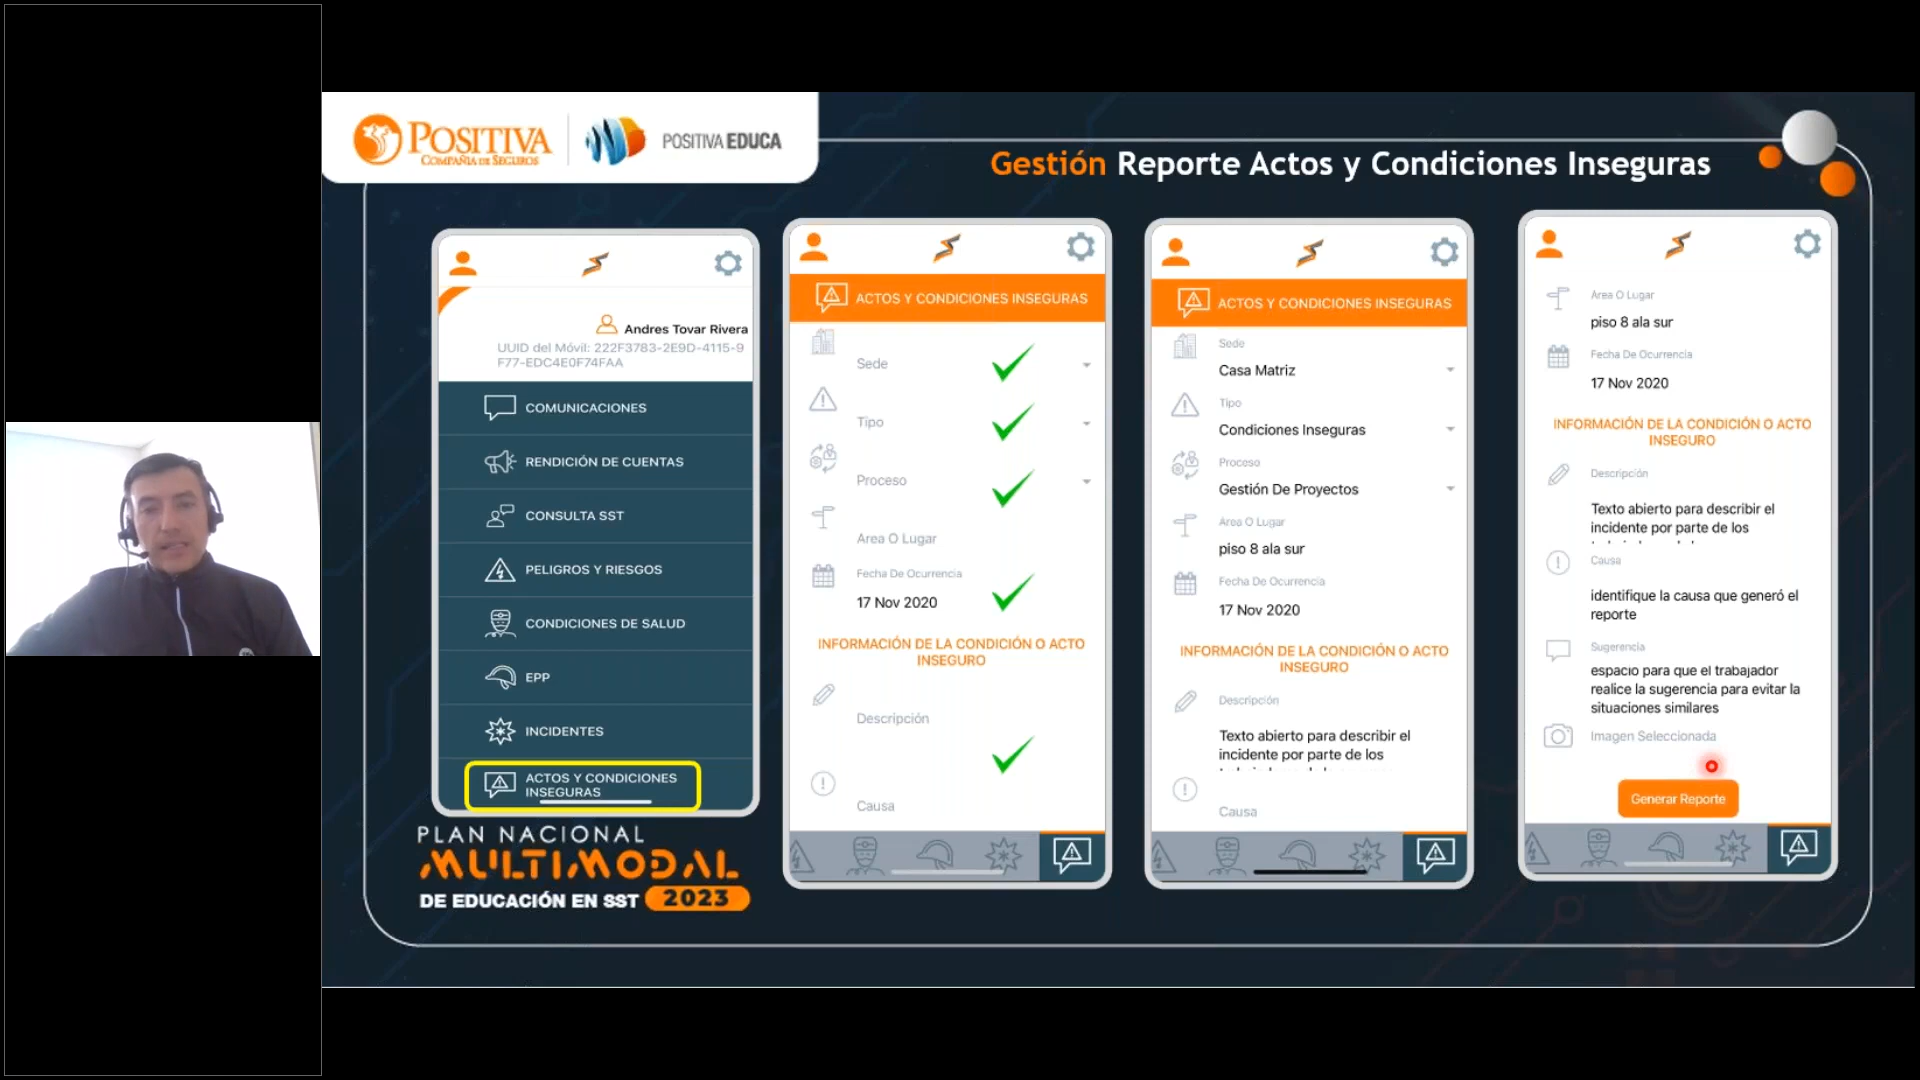 POSITIVA
COMPAÑIA DE SEGUROS
POSITIVA EDUCA
Gestión Reporte Actos y Condiciones Inseguras
Andres Tovar Rivera
UUID del Móvil: 222F3783-2E9D-4115-9
F77-EDC4E0F74FAA
COMUNICACIONES
RENDICIÓN DE CUENTAS
CONSULTA SST
PELIGROS Y RIESGOS
CONDICIONES DE SALUD
EPP
INCIDENTES
ACTOS Y CONDICIONES
INSEGURAS
PLAN NACIONAL
MULTIMODAL
DE EDUCACIÓN EN SST 2023
ACTOS Y CONDICIONES INSEGURAS
Sede
Tipo
Proceso
Area O Lugar
Fecha De Ocurrencia
17 Nov 2020
INFORMACIÓN DE LA CONDICIÓN O ACTO
INSEGURO
Descripción
Causa
ACTOS Y CONDICIONES INSEGURAS
Sede
Casa Matriz
Tipo
Condiciones Inseguras
Proceso
Gestión De Proyectos
Area O Lugar
piso 8 ala sur
Fecha De Ocurrencia
17 Nov 2020
INFORMACIÓN DE LA CONDICIÓN O ACTO
INSEGURO
Descripción
Texto abierto para describir el
incidente por parte de los
Causa
Area O Lugar
piso 8 ala sur
Fecha De Ocurrencia
17 Nov 2020
INFORMACIÓN DE LA CONDICIÓN O ACTO
INSEGURO
Descripción
Texto abierto para describir el
incidente por parte de los
Causa
identifique la causa que generó el
reporte
Sugerencia
espacio para que el trabajador
realice la sugerencia para evitar la
situaciones similares
Imagen Seleccionada
Generar Reporte